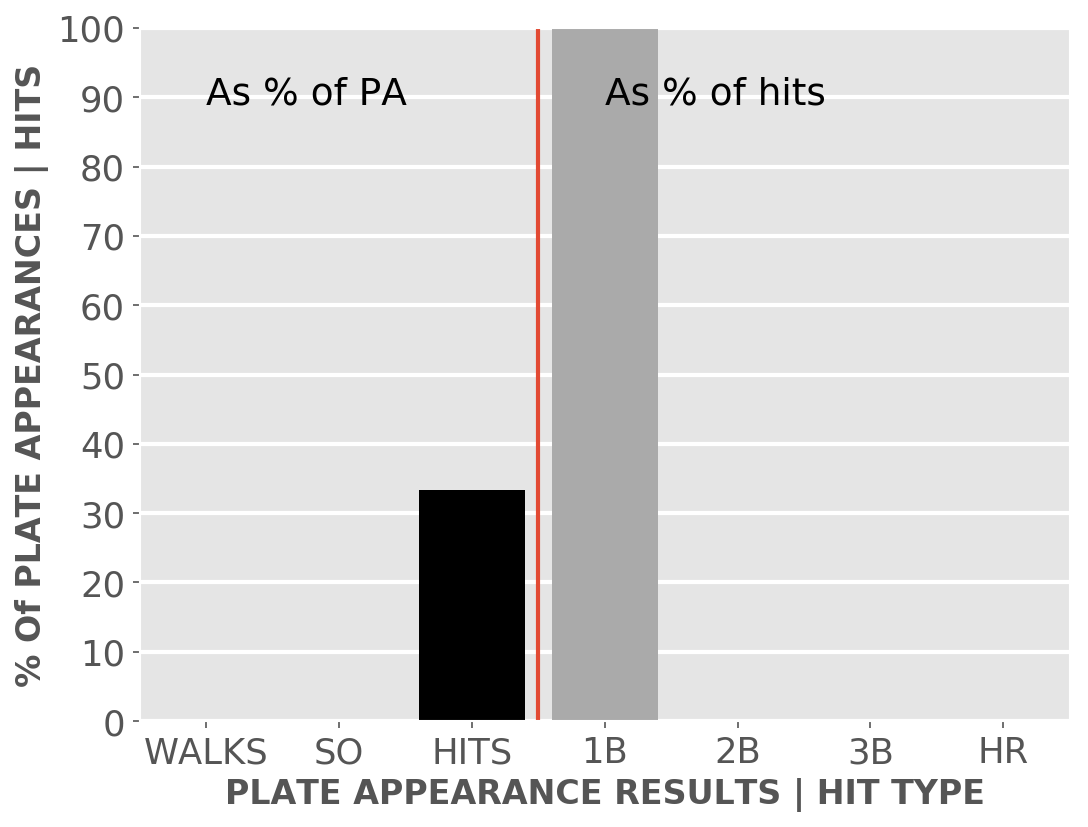 % Of PLATE APPEARANCES | HITS
100
90
80
70
60
50
40
30
20
10
0
As % of PA
As % of hits
WALKS SO HITS 1B 2B 3B HR
PLATE APPEARANCE RESULTS | HIT TYPE